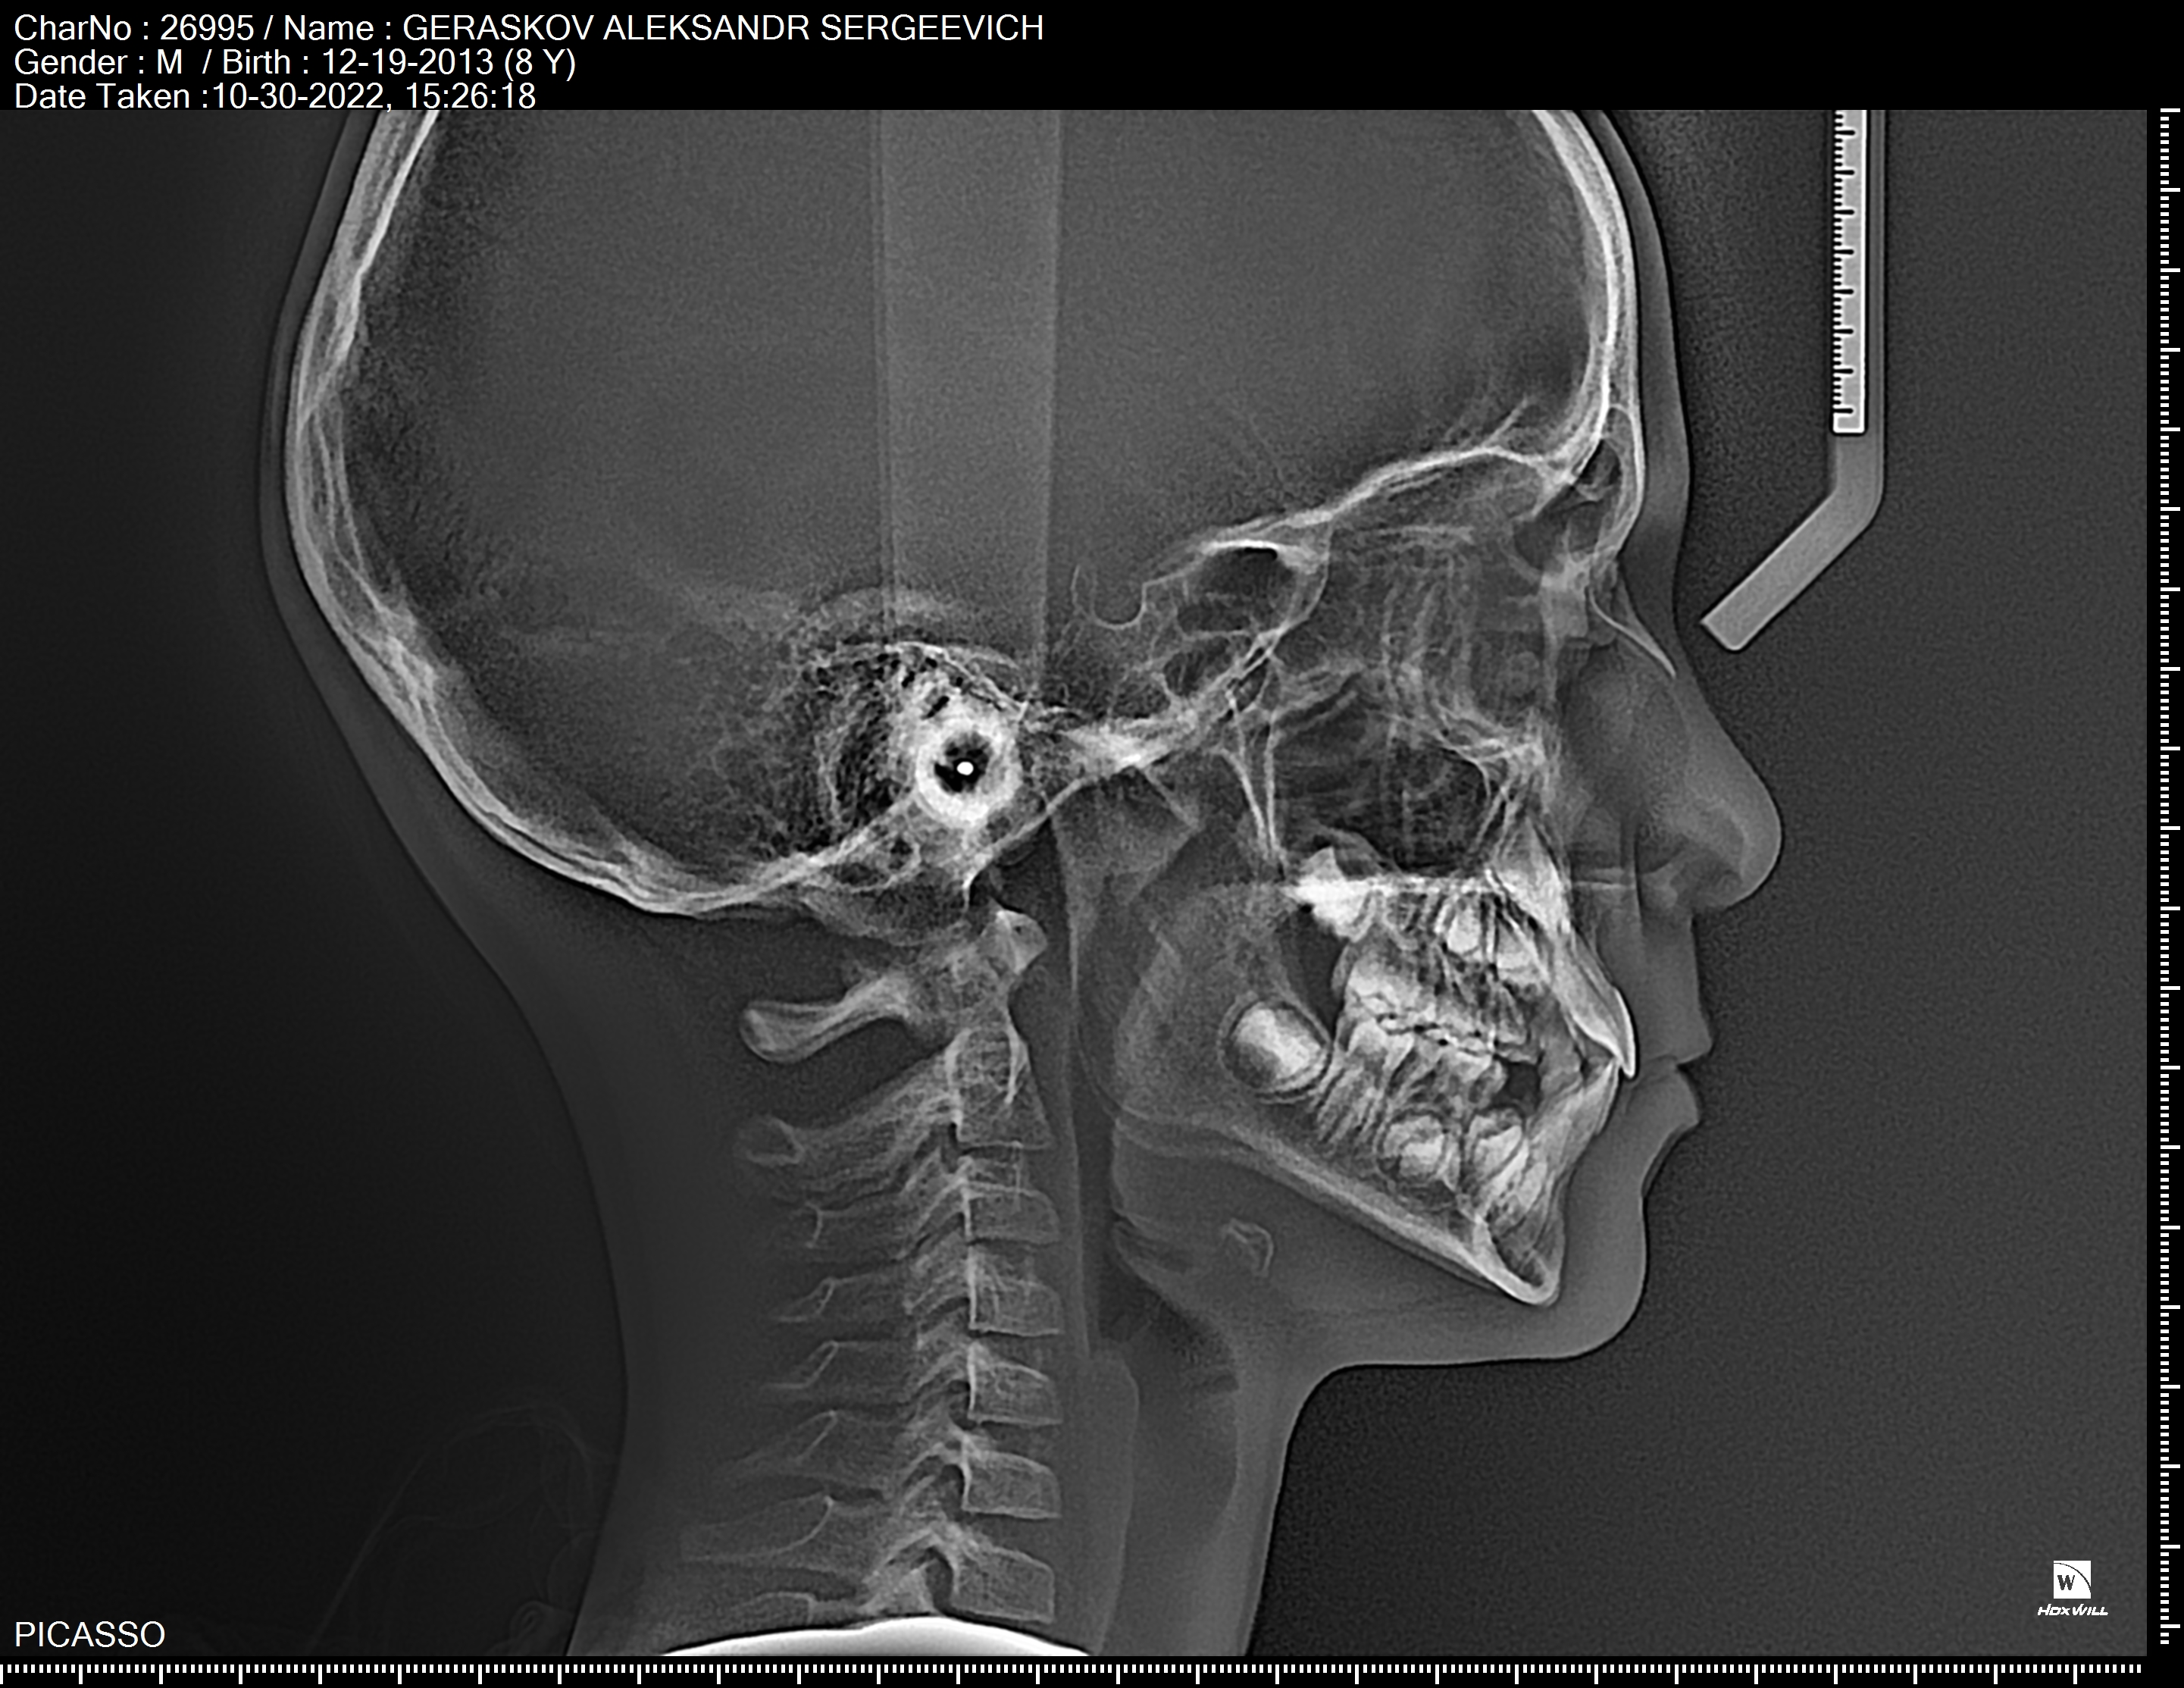 CharNo : 26995 / Name : GERASKOV ALEKSANDR SERGEEVICH
Gender : M / Birth : 12-19-2013 (8 Y)
Date Taken :10-30-2022, 15:26:18
W
HDXWILL
PICASSO